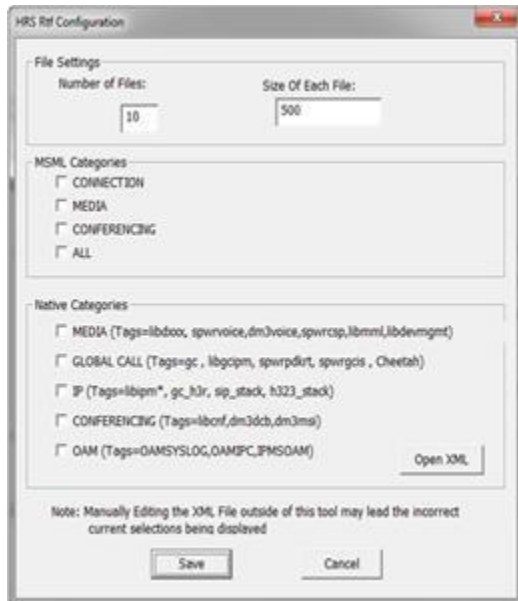 HRS Rtf Configuration
File Settings
Number of Files:
Size Of Each File:
10
500
MSML Categories
CONNECTION
MEDIA
CONFERENCING
ALL
Native Categories
MEDIA (Tags=libdxxx, spwrvoice,dm3voice,spwrcsp,libmml,libdevmgmt)
GLOBAL CALL (Tags=gc , libgcipm, spwrpdkrt, spwrgcis , Cheetah)
IP (Tags=libipm*, gc_h3r, sip_stack, h323_stack)
CONFERENCING (Tags=libcnf,dm3dcb,dm3msi)
OAM (Tags=OAMSYSLOG,OAMIPC,IPMSOAM)
Open XML
Note: Manually Editing the XML File outside of this tool may lead the incorrect
current selections being displayed
Save
Cancel